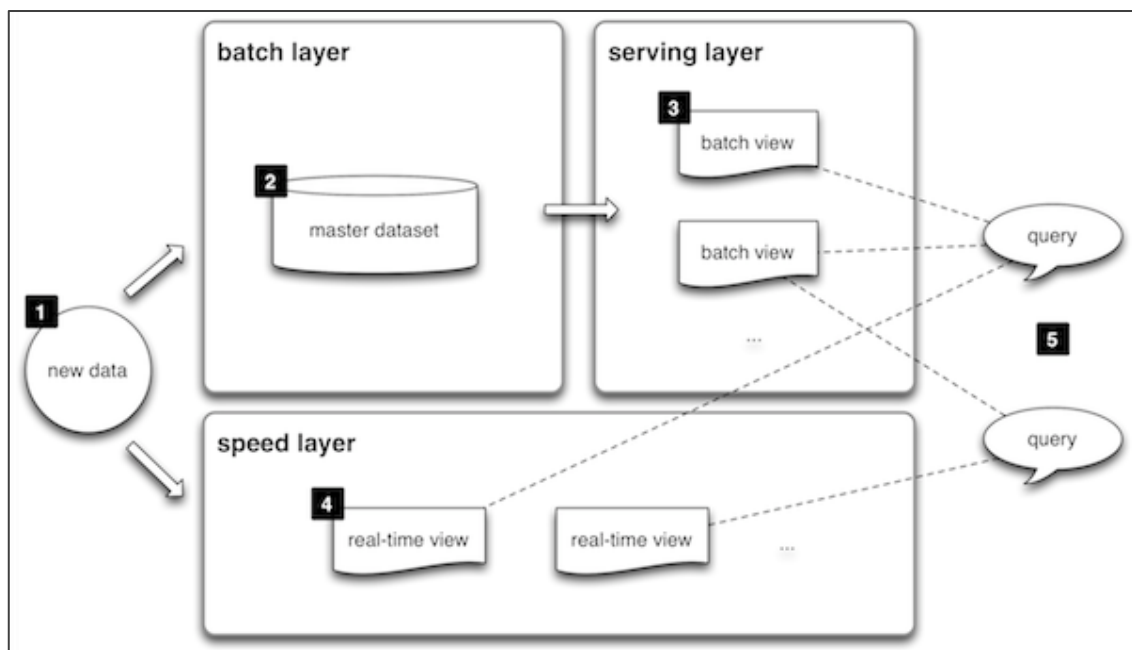 batch layer
serving layer
3
batch view
2
master dataset
batch view
query
1
new data
...
5
speed layer
query
4
real-time view
real-time view
...